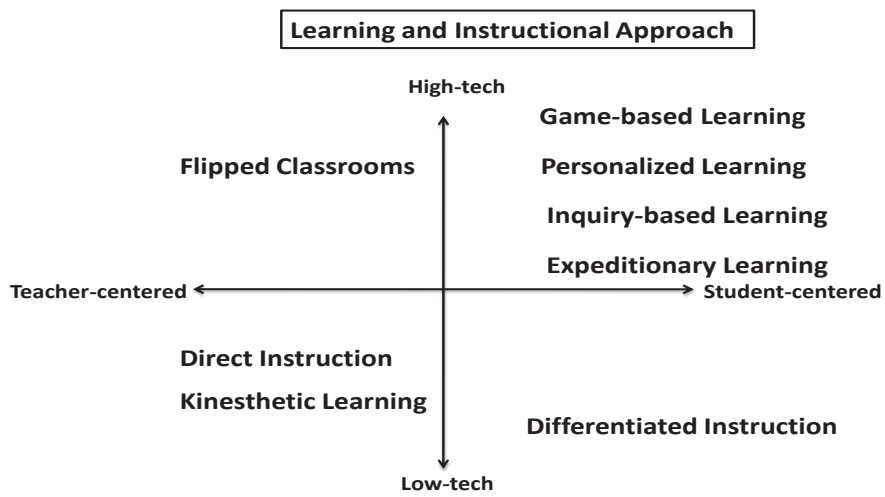 Learning and Instructional Approach
High-tech
Game-based Learning
Flipped Classrooms
Personalized Learning
Inquiry-based Learning
Expeditionary Learning
Teacher-centered
Student-centered
Direct Instruction
Kinesthetic Learning
Differentiated Instruction
Low-tech